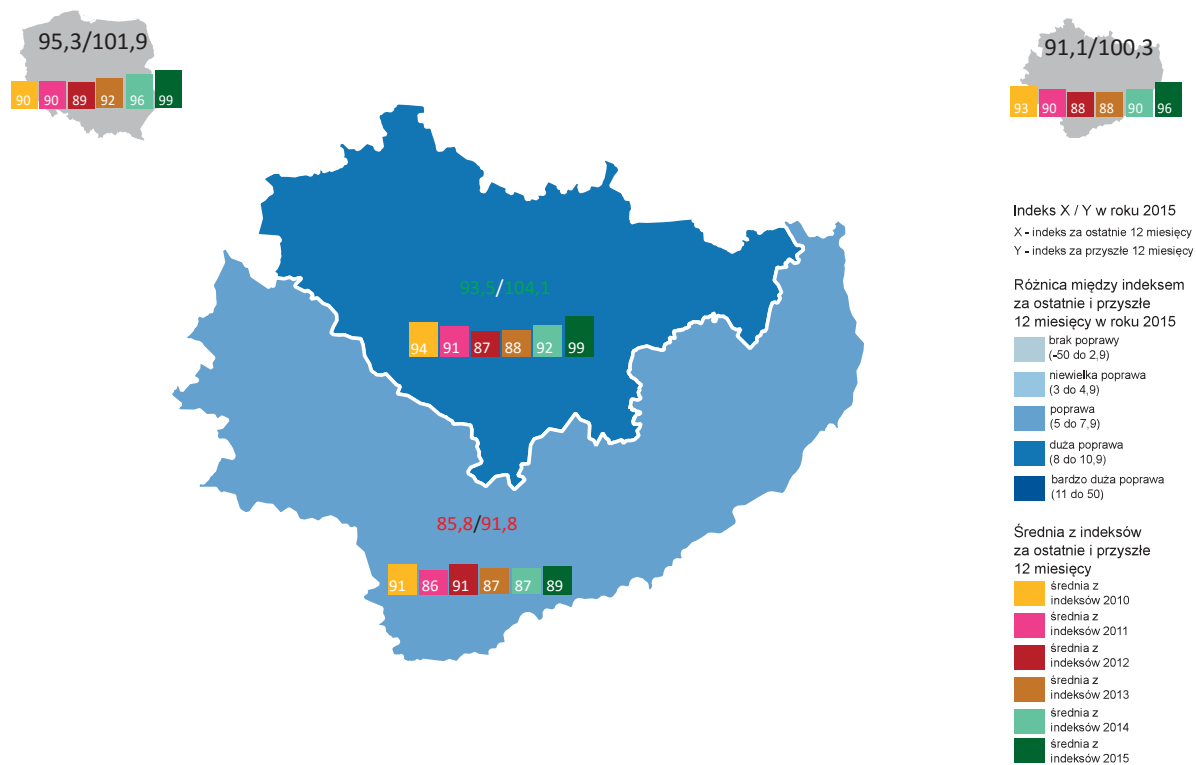 95,3/101,9
90 90 89 92 96 99
91,1/100,3
93 90 88 88 90 96
93,5/104,1
94 91 87 88 92 99
85,8/91,8
91 86 91 87 87 89
Indeks X / Y w roku 2015
X - indeks za ostatnie 12 miesięcy
Y - indeks za przyszłe 12 miesięcy
Różnica między indeksem
za ostatnie i przyszłe
12 miesięcy w roku 2015
brak poprawy
(-50 do 2,9)
niewielka poprawa
(3 do 4,9)
poprawa
(5 do 7,9)
duża poprawa
(8 do 10,9)
bardzo duża poprawa
(11 do 50)
Średnia z indeksów
za ostatnie i przyszłe
12 miesięcy
średnia z
indeksów 2010
średnia z
indeksów 2011
średnia z
indeksów 2012
średnia z
indeksów 2013
średnia z
indeksów 2014
średnia z
indeksów 2015